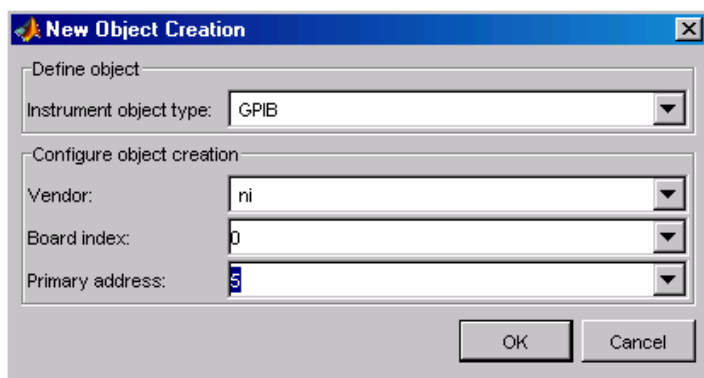 New Object Creation
Define object
Instrument object type: GPIB
Configure object creation
Vendor: ni
Board index: 0
Primary address: 5
OK Cancel